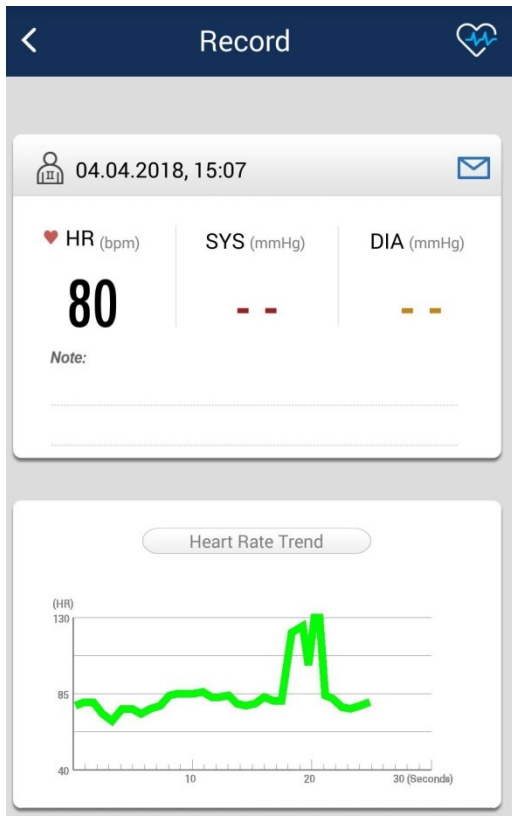 Record
II
04.04.2018, 15:07
HR (bpm) SYS (mmHg) DIA (mmHg)
80 -- --
Note:
Heart Rate Trend
(HR)
130
85
40
10 20 30 (Seconds)